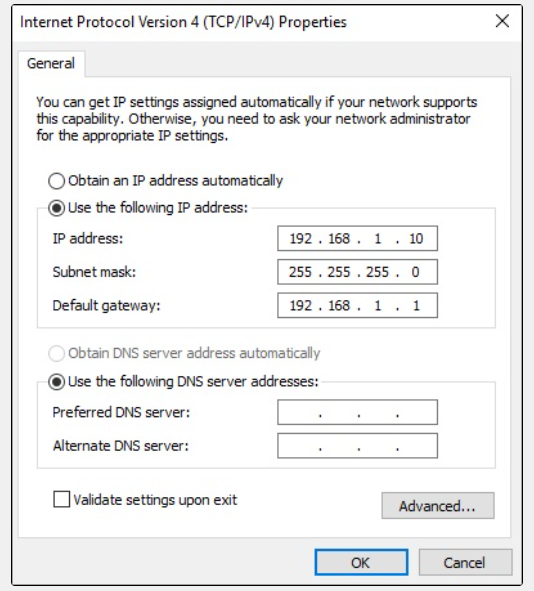 Internet Protocol Version 4 (TCP/IPv4) Properties
General
You can get IP settings assigned automatically if your network supports
this capability. Otherwise, you need to ask your network administrator
for the appropriate IP settings.
Obtain an IP address automatically
Use the following IP address:
IP address: 192 . 168 . 1 . 10
Subnet mask: 255 . 255 . 255 . 0
Default gateway: 192 . 168 . 1 . 1
Obtain DNS server address automatically
Use the following DNS server addresses:
Preferred DNS server: . . .
Alternate DNS server: . . .
Validate settings upon exit
Advanced...
OK Cancel